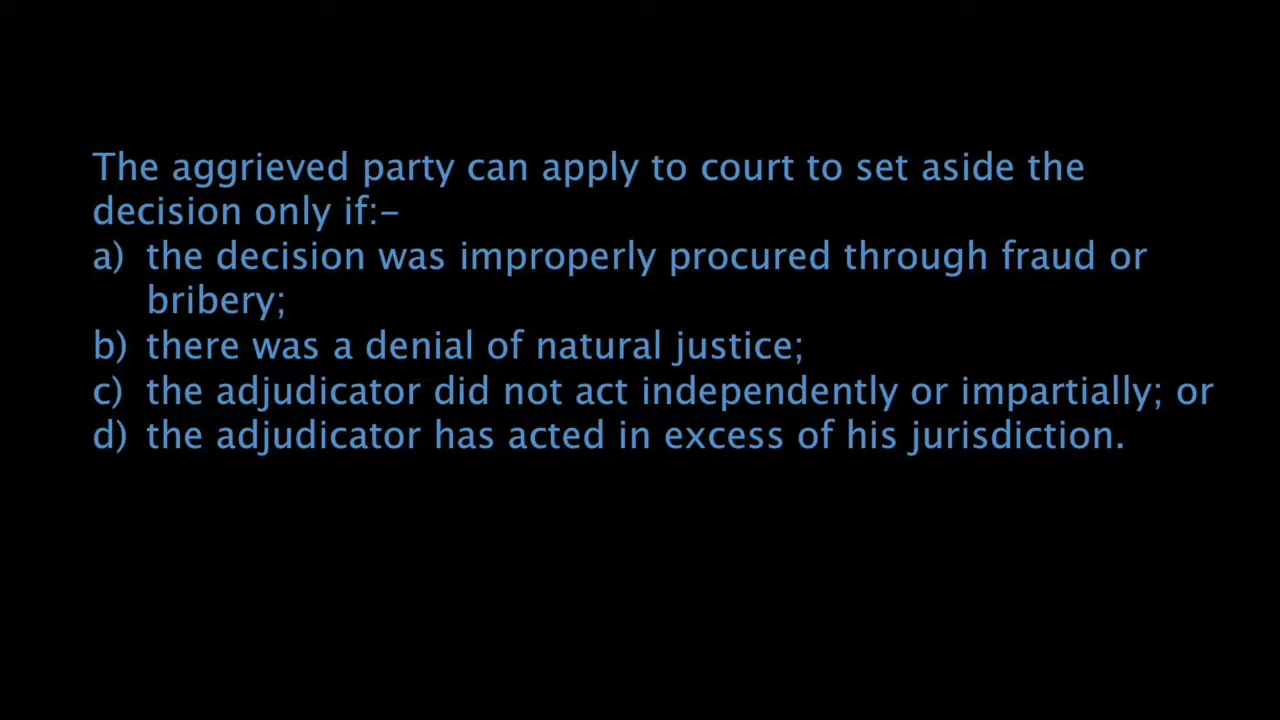 The aggrieved party can apply to court to set aside the
decision only if:–
a) the decision was improperly procured through fraud or
bribery;
b) there was a denial of natural justice;
c) the adjudicator did not act independently or impartially; or
d) the adjudicator has acted in excess of his jurisdiction.